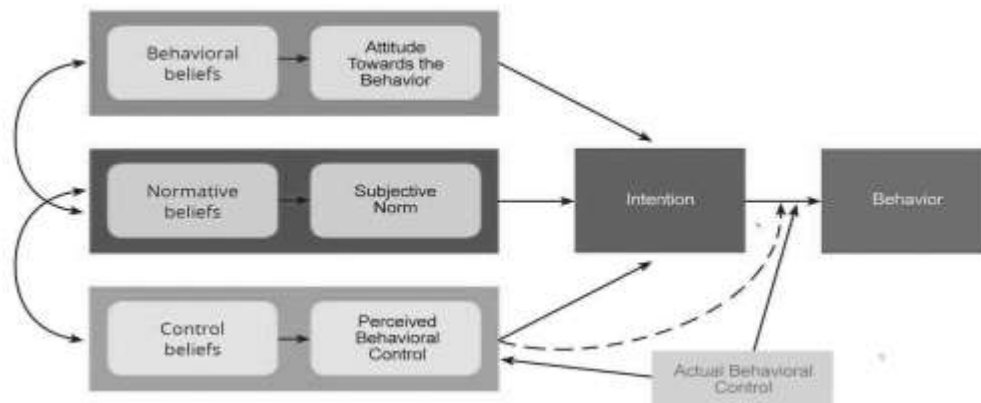 Behavioral
beliefs
Attitude
Towards the
Behavior
Normative
beliefs
Subjective
Norm
Intention
Behavior
Control
beliefs
Perceived
Behavioral
Control
Actual Behavioral
Control